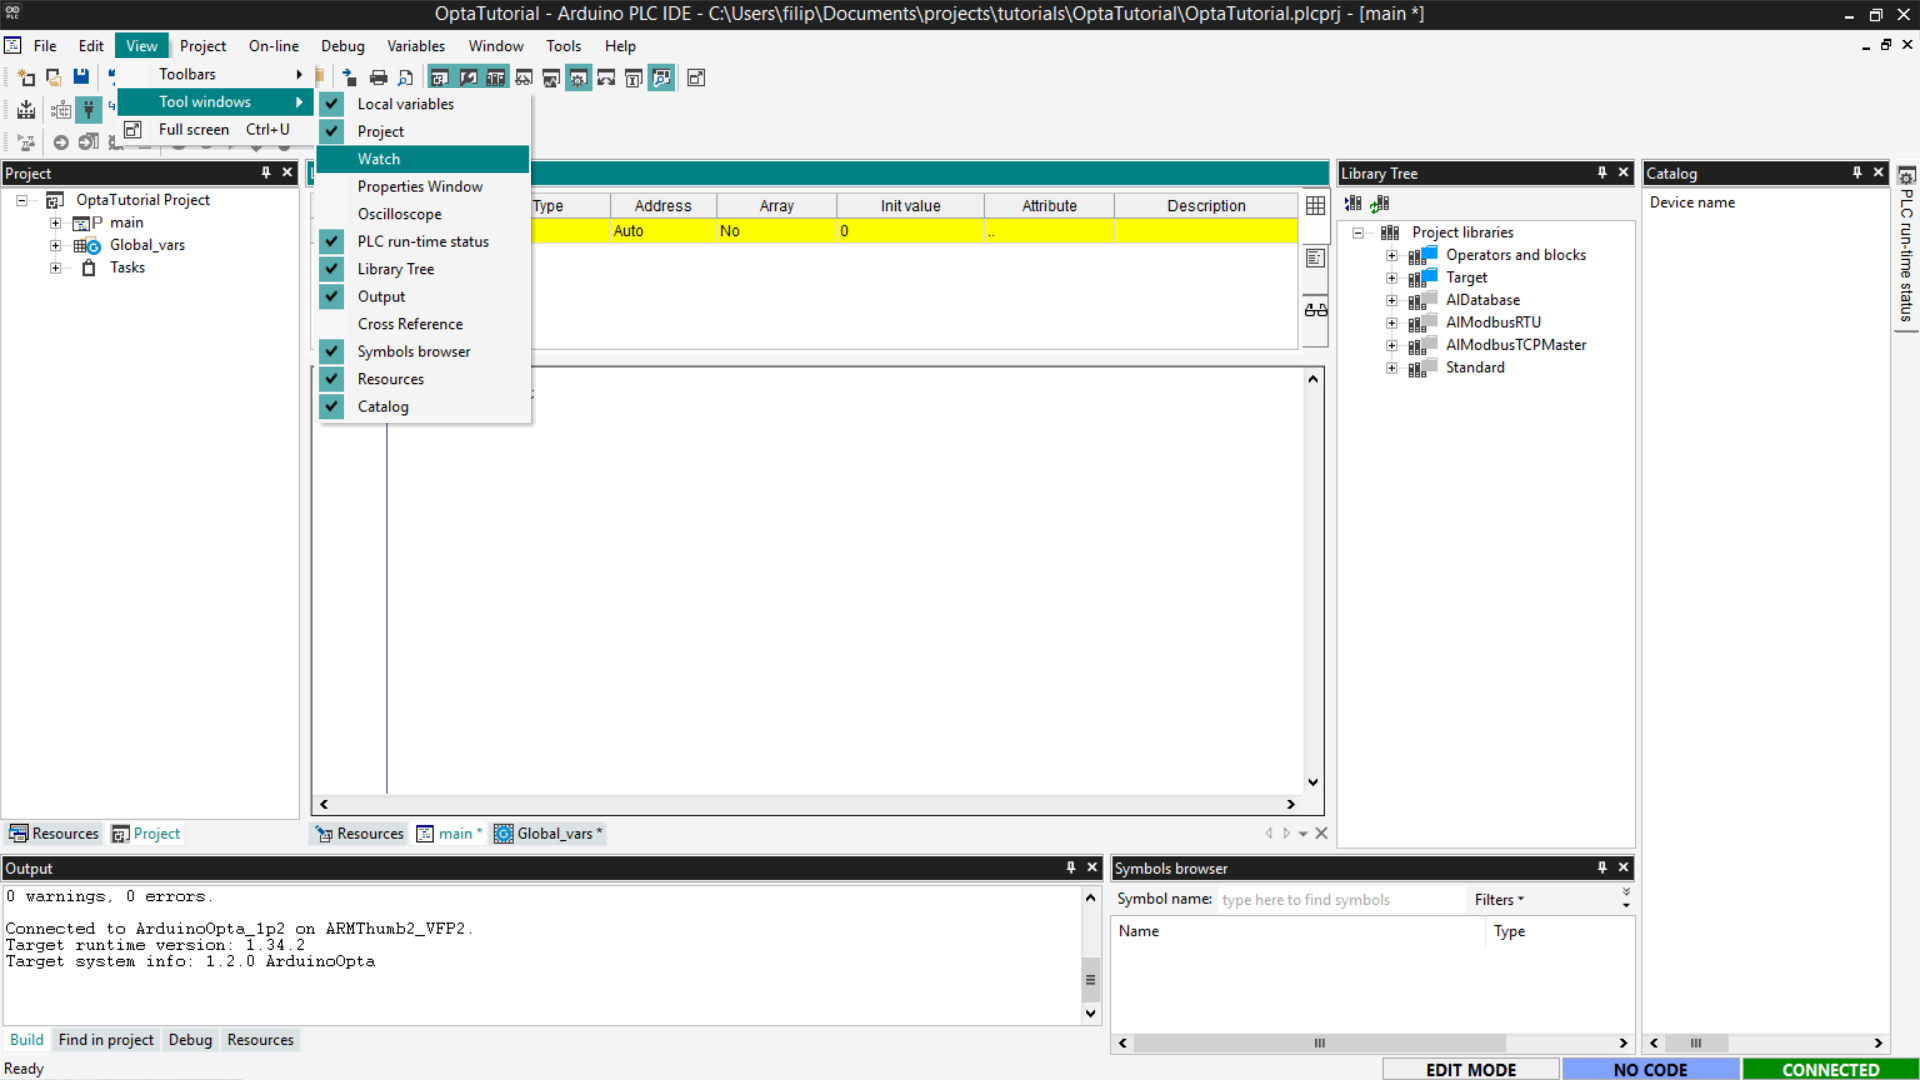 OptaTutorial - Arduino PLC IDE - C:\Users\filip\Documents\projects\tutorials\OptaTutorial\OptaTutorial.plcprj - [main *]
File Edit View Project On-line Debug Variables Window Tools Help
Toolbars
Tool windows
Full screen Ctrl+U
Local variables
Project
Watch
Properties Window
Oscilloscope
PLC run-time status
Library Tree
Output
Cross Reference
Symbols browser
Resources
Catalog
Project
OptaTutorial Project
main
Global_vars
Tasks
Resources Project
Type Address Array Init value Attribute Description
Auto No 0 ..
Resources main * Global_vars *
Library Tree
Project libraries
Operators and blocks
Target
AlDatabase
AlModbusRTU
AlModbusTCPMaster
Standard
Catalog
Device name
PLC run-time status
Output
0 warnings, 0 errors.
Connected to ArduinoOpta_1p2 on ARMThumb2_VFP2.
Target runtime version: 1.34.2
Target system info: 1.2.0 ArduinoOpta
Build Find in project Debug Resources
Symbols browser
Symbol name: type here to find symbols Filters
Name Type
Ready EDIT MODE NO CODE CONNECTED